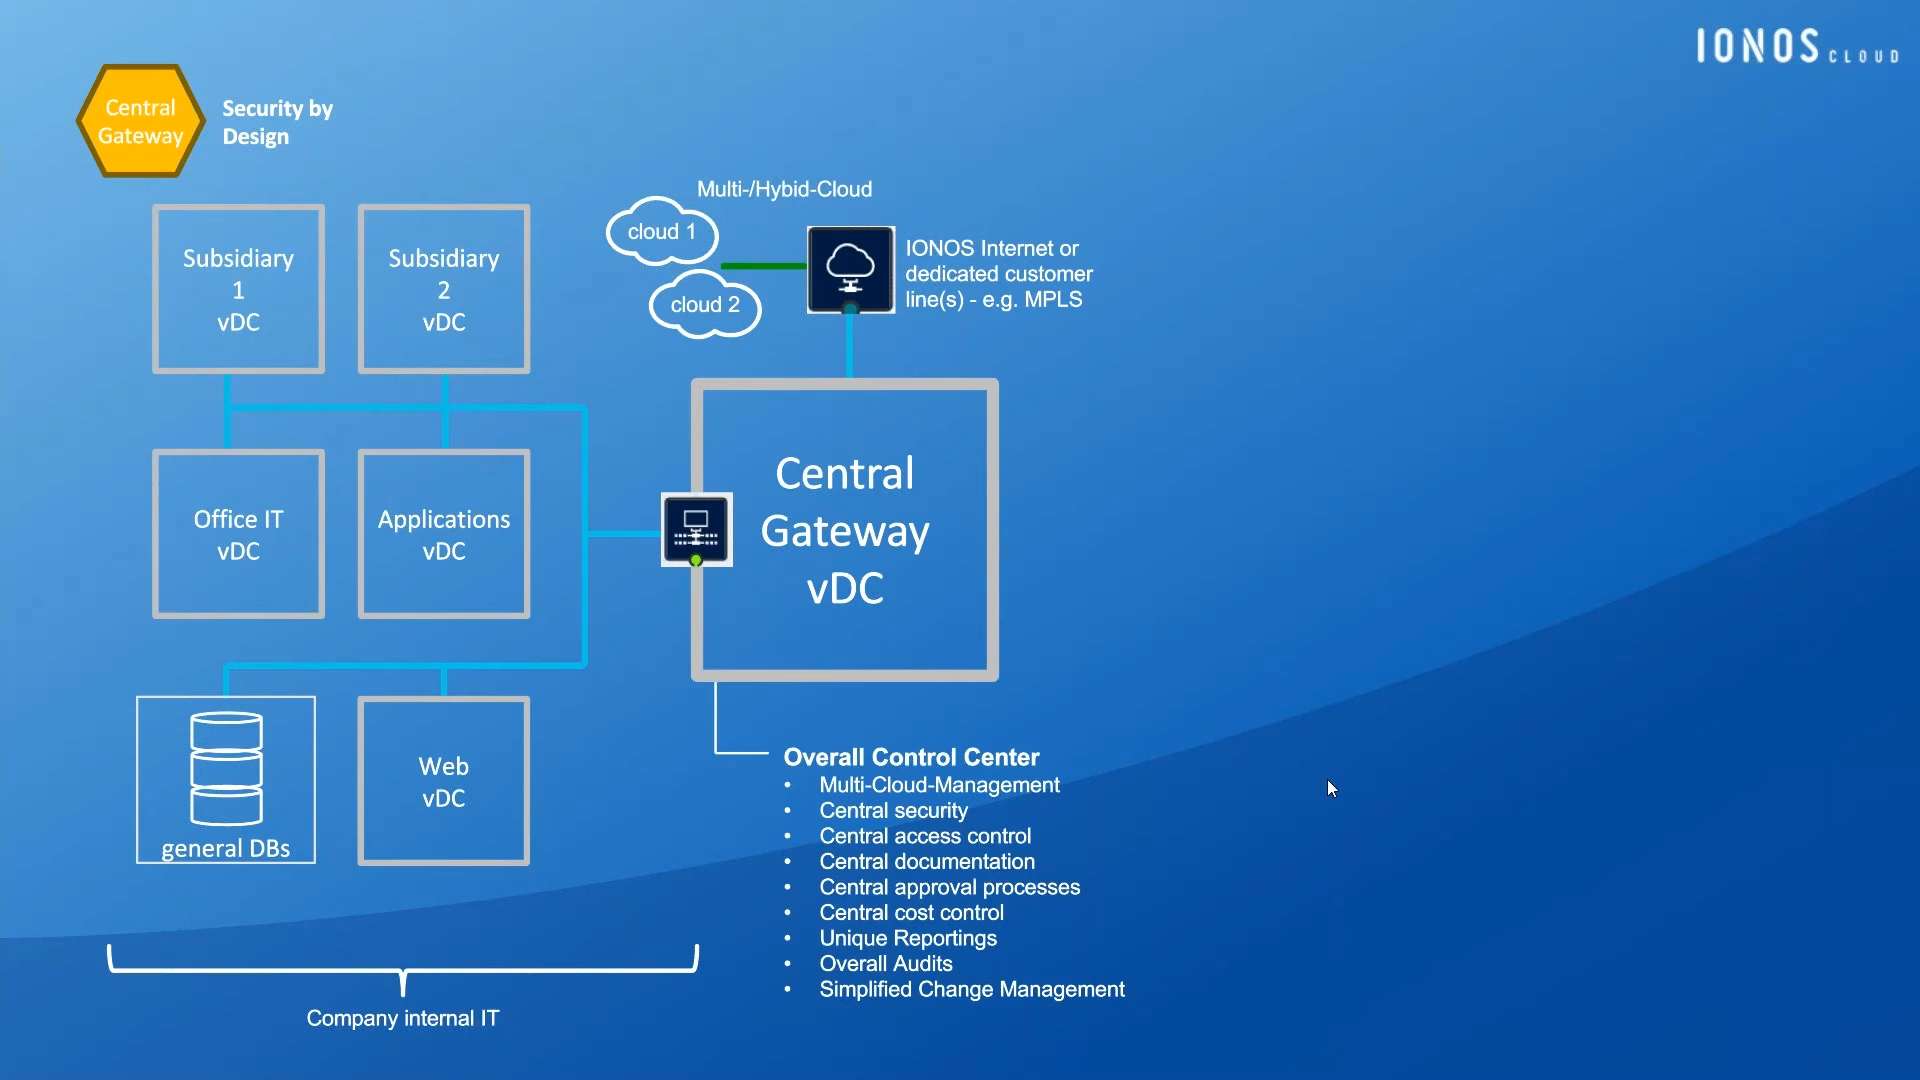 IONOS CLOUD
Central
Gateway
Security by
Design
Multi-/Hybid-Cloud
cloud 1
cloud 2
IONOS Internet or
dedicated customer
line(s) - e.g. MPLS
Subsidiary
1
vDC
Subsidiary
2
vDC
Office IT
vDC
Applications
vDC
Central
Gateway
vDC
general DBs
Web
vDC
Overall Control Center
• Multi-Cloud-Management
• Central security
• Central access control
• Central documentation
• Central approval processes
• Central cost control
• Unique Reportings
• Overall Audits
• Simplified Change Management
Company internal IT